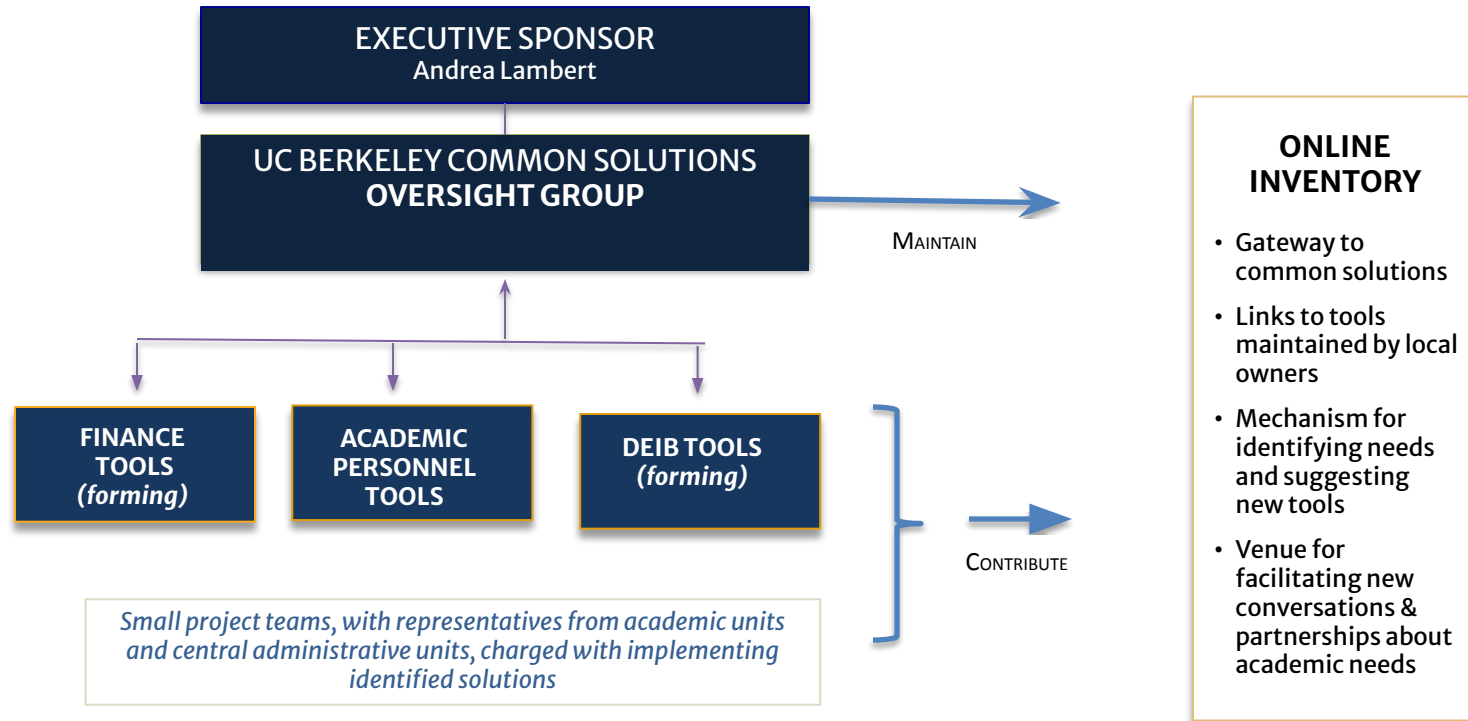 EXECUTIVE SPONSOR
Andrea Lambert
UC BERKELEY COMMON SOLUTIONS
OVERSIGHT GROUP
MAINTAIN
FINANCE
TOOLS
(forming)
ACADEMIC
PERSONNEL
TOOLS
DEIB TOOLS
(forming)
CONTRIBUTE
Small project teams, with representatives from academic units
and central administrative units, charged with implementing
identified solutions
ONLINE
INVENTORY
• Gateway to
common solutions
• Links to tools
maintained by local
owners
• Mechanism for
identifying needs
and suggesting
new tools
• Venue for
facilitating new
conversations &
partnerships about
academic needs